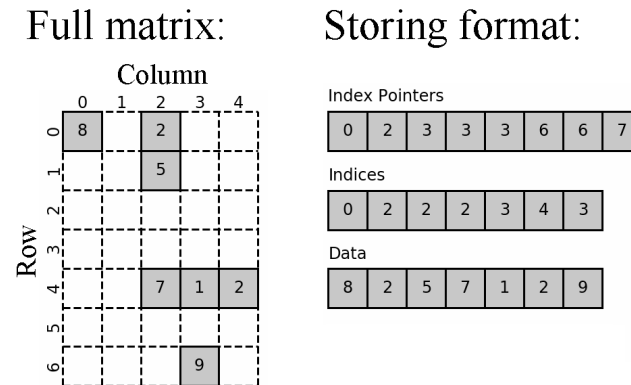 Full matrix:
Storing format:
Column
0 1 2 3 4
Row
0 8 2
1 5
2
3
4 7 1 2
5
6 9
Index Pointers
0 2 3 3 3 6 6 7
Indices
0 2 2 2 3 4 3
Data
8 2 5 7 1 2 9